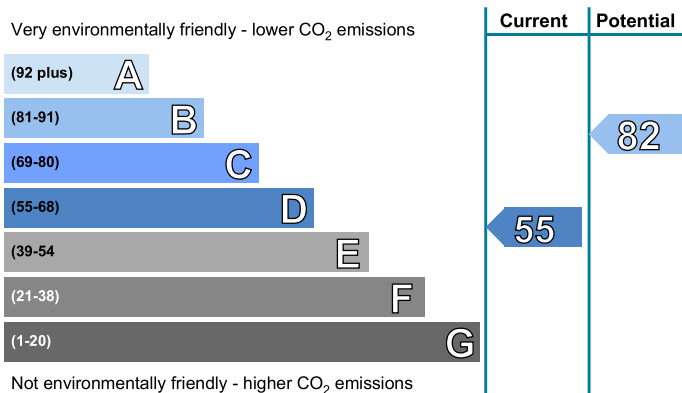 Very environmentally friendly - lower CO2 emissions
Current
Potential
(92 plus) A
(81-91) B
(69-80) C
(55-68) D
(39-54 E
(21-38) F
(1-20) G
82
55
Not environmentally friendly - higher CO2 emissions